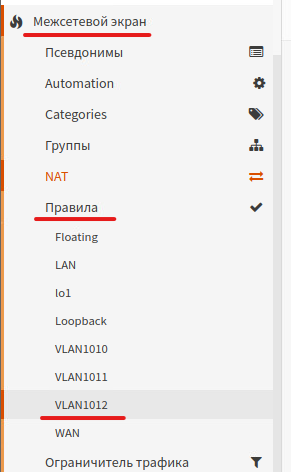 Межсетевой экран
Псевдонимы
Automation
Categories
Группы
NAT
Правила
Floating
LAN
lo1
Loopback
VLAN1010
VLAN1011
VLAN1012
WAN
Ограничитель трафика